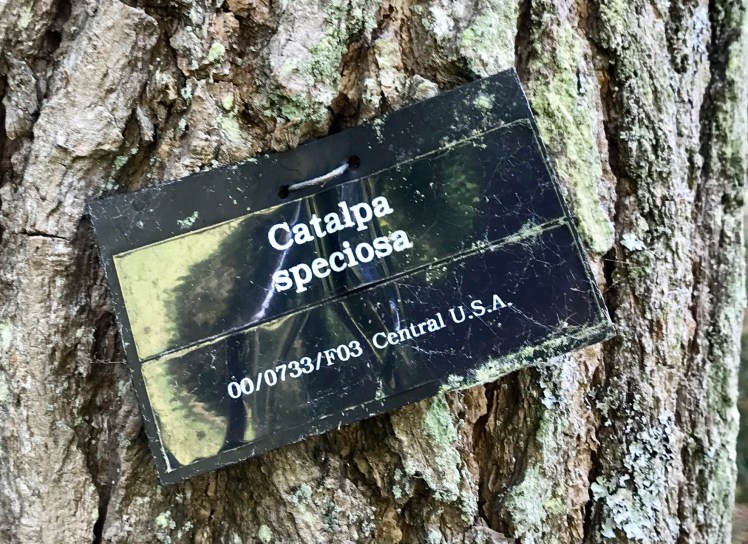 Catalpa
speciosa
00/0733/F03 Central U.S.A.